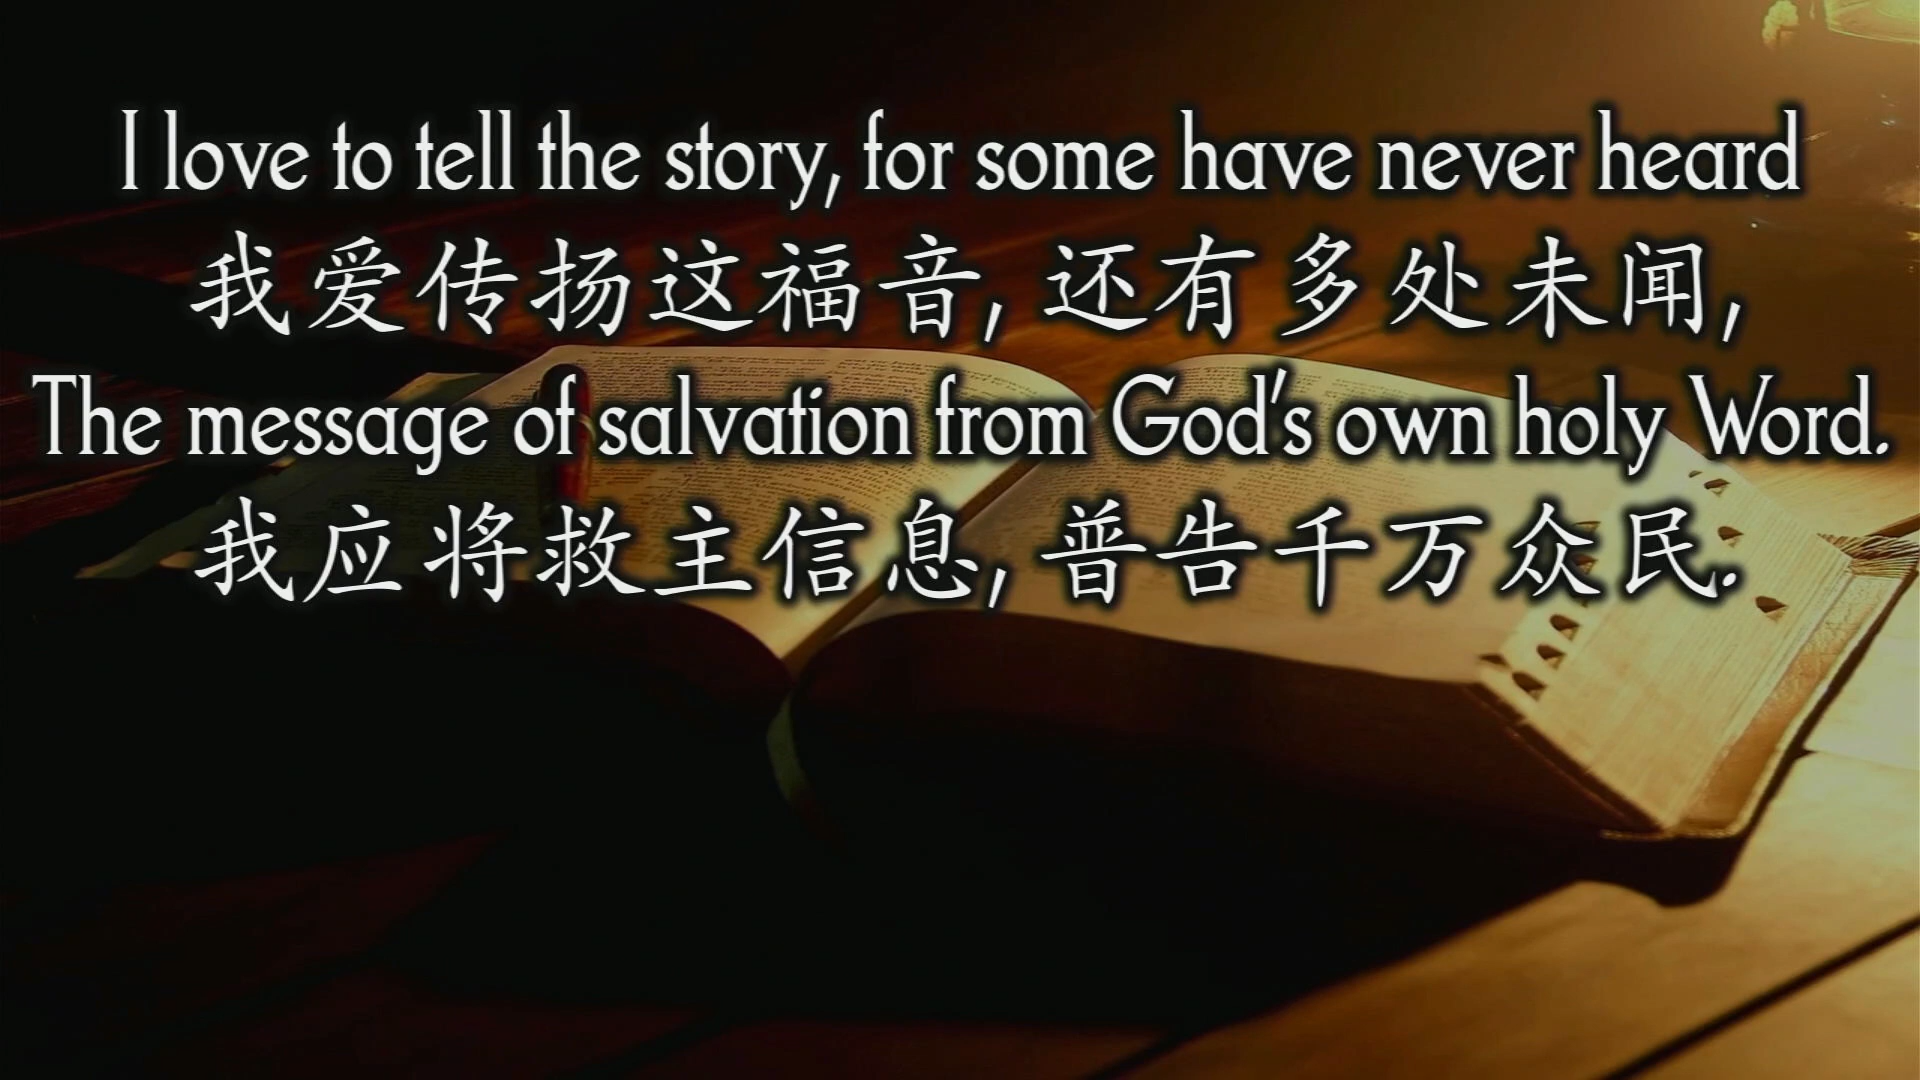 I love to tell the story, for some have never heard
我爱传扬这福音, 还有多处未闻,
The message of salvation from God's own holy Word.
我应将救主信息, 普告千万众民.